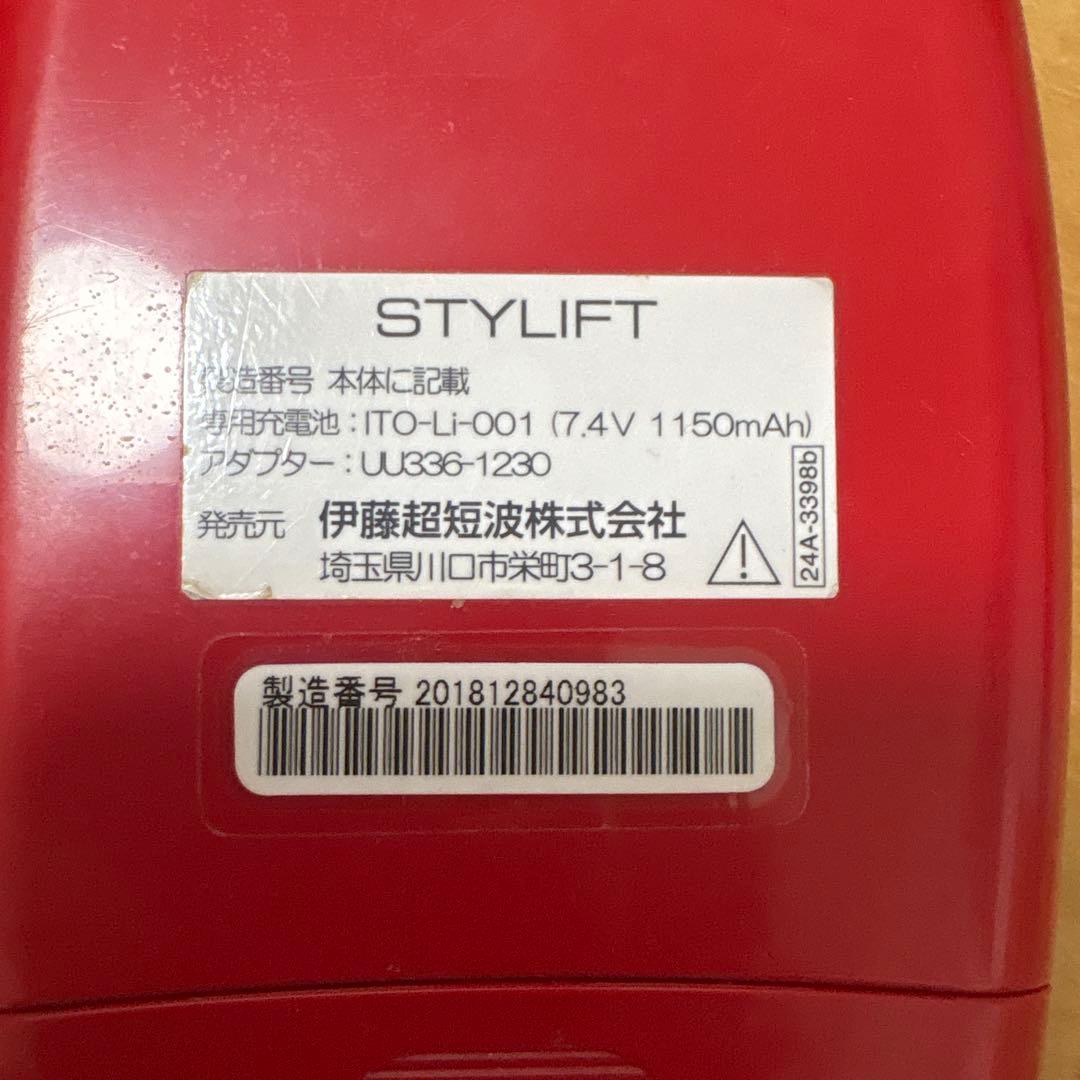 STYLIFT
製造番号 本体に記載
専用充電池：ITO-Li-001 (7.4V 1150mAh)
アダプター：UU336-1230
発売元 伊藤超短波株式会社
埼玉県川口市栄町3-1-8
24A-3398b
製造番号 201812840983